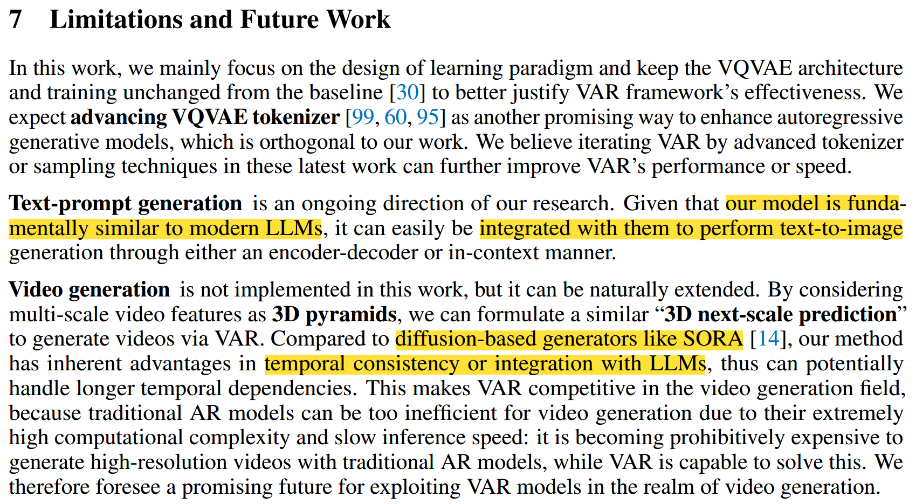 7 Limitations and Future Work
In this work, we mainly focus on the design of learning paradigm and keep the VQVAE architecture
and training unchanged from the baseline [30] to better justify VAR framework's effectiveness. We
expect advancing VQVAE tokenizer [99, 60, 95] as another promising way to enhance autoregressive
generative models, which is orthogonal to our work. We believe iterating VAR by advanced tokenizer
or sampling techniques in these latest work can further improve VAR's performance or speed.
Text-prompt generation is an ongoing direction of our research. Given that our model is funda-
mentally similar to modern LLMs, it can easily be integrated with them to perform text-to-image
generation through either an encoder-decoder or in-context manner.
Video generation is not implemented in this work, but it can be naturally extended. By considering
multi-scale video features as 3D pyramids, we can formulate a similar “3D next-scale prediction”
to generate videos via VAR. Compared to diffusion-based generators like SORA [14], our method
has inherent advantages in temporal consistency or integration with LLMs, thus can potentially
handle longer temporal dependencies. This makes VAR competitive in the video generation field,
because traditional AR models can be too inefficient for video generation due to their extremely
high computational complexity and slow inference speed: it is becoming prohibitively expensive to
generate high-resolution videos with traditional AR models, while VAR is capable to solve this. We
therefore foresee a promising future for exploiting VAR models in the realm of video generation.